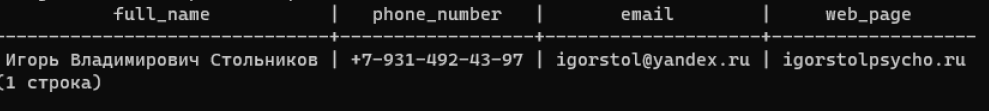 full_name | phone_number | email | web_page
Игорь Владимирович Стольников | +7-931-492-43-97 | igorstol@yandex.ru | igorstolpsycho.ru
(1 строка)